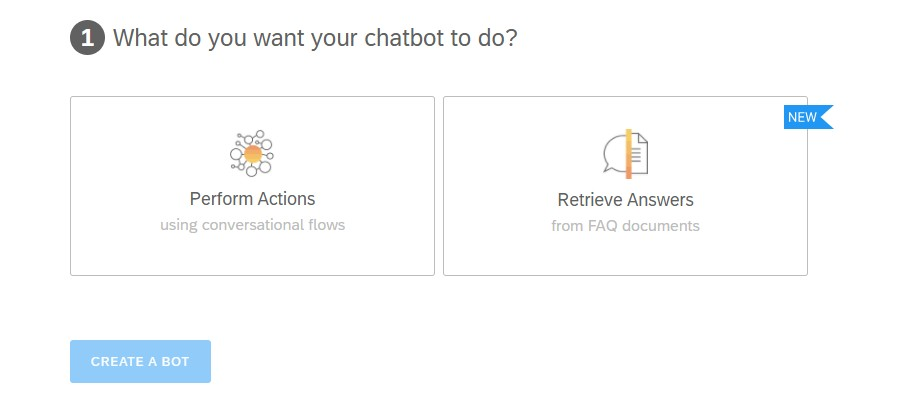 1 What do you want your chatbot to do?
NEW
Perform Actions
using conversational flows
Retrieve Answers
from FAQ documents
CREATE A BOT